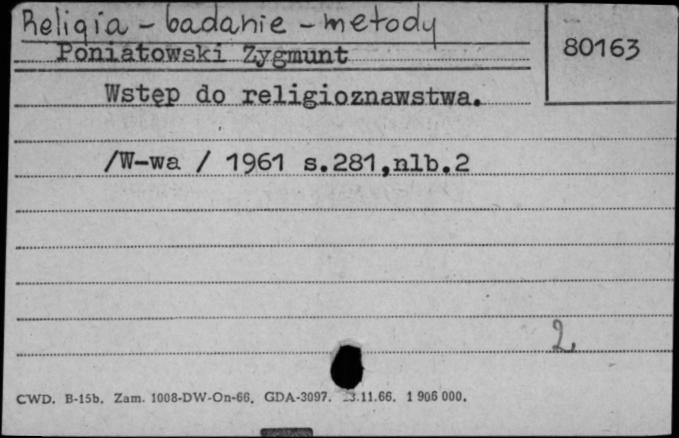 Religia - badanie - metody
80163
Poniatowski Zygmunt
Wstęp do religioznawstwa.
/W-wa / 1961 s.281,nlb.2
2
CWD. B-15b. Zam. 1008-DW-On-66. GDA-3097. 3.11.66. 1 906 000.